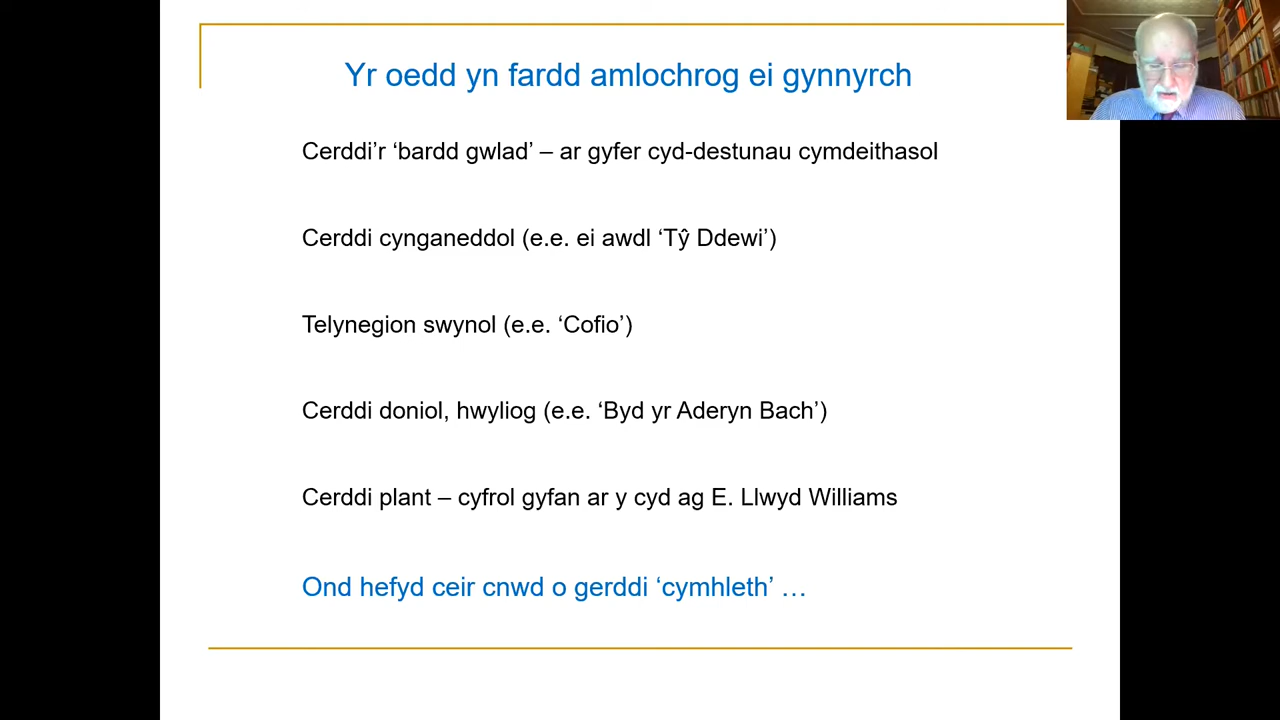 Yr oedd yn fardd amlochrog ei gynnyrch
Cerddi’r ‘bardd gwlad’ – ar gyfer cyd-destunau cymdeithasol
Cerddi cynganeddol (e.e. ei awdl ‘Tŷ Ddewi’)
Telynegion swynol (e.e. ‘Cofio’)
Cerddi doniol, hwyliog (e.e. ‘Byd yr Aderyn Bach’)
Cerddi plant – cyfrol gyfan ar y cyd ag E. Llwyd Williams
Ond hefyd ceir cnwd o gerddi ‘cymhleth’ …